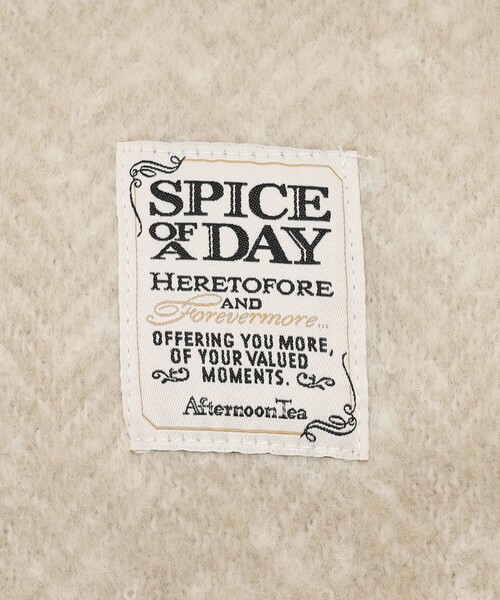 SPICE
OF A DAY
HERETOFORE
AND
Forevermore...
OFFERING YOU MORE,
OF YOUR VALUED
MOMENTS.
AfternoonTea